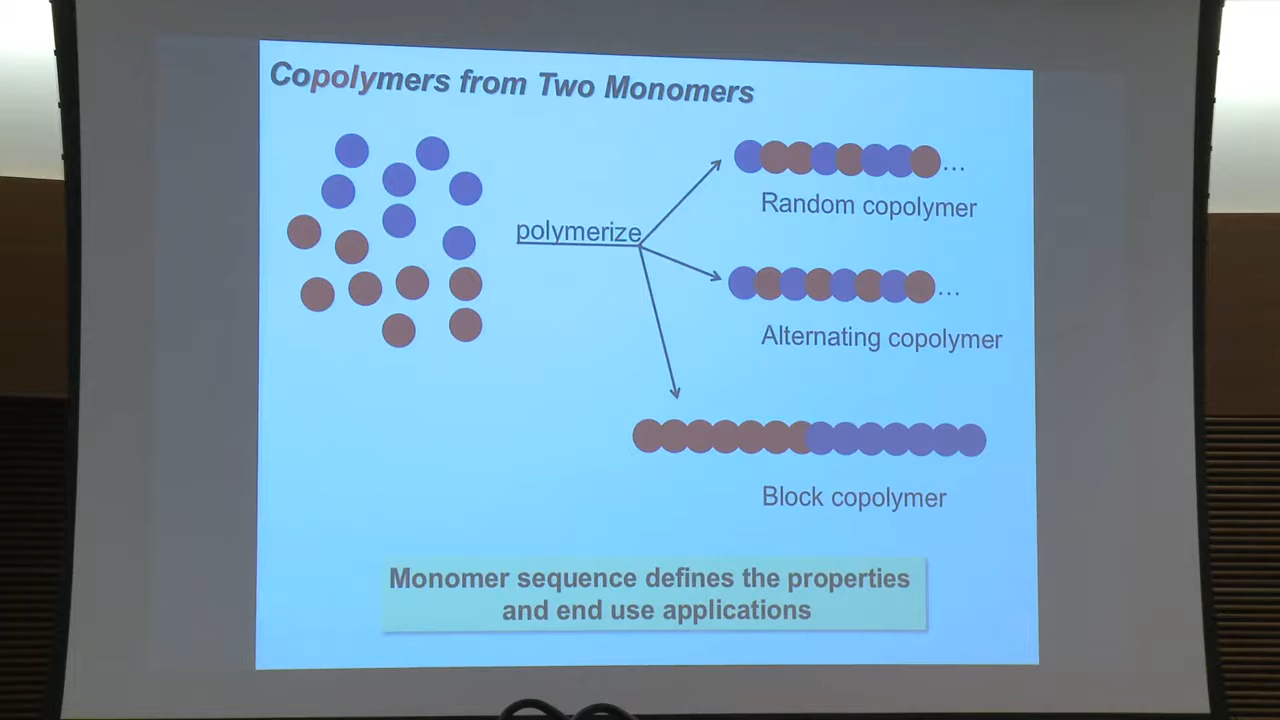 Copolymers from Two Monomers
polymerize
...
Random copolymer
...
Alternating copolymer
Block copolymer
Monomer sequence defines the properties
and end use applications